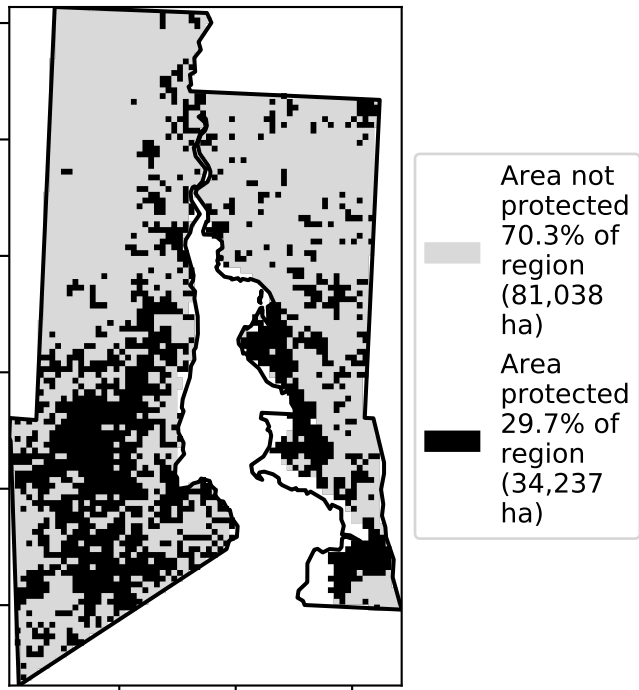 Area not
protected
70.3% of
region
(81,038
ha)
Area
protected
29.7% of
region
(34,237
ha)